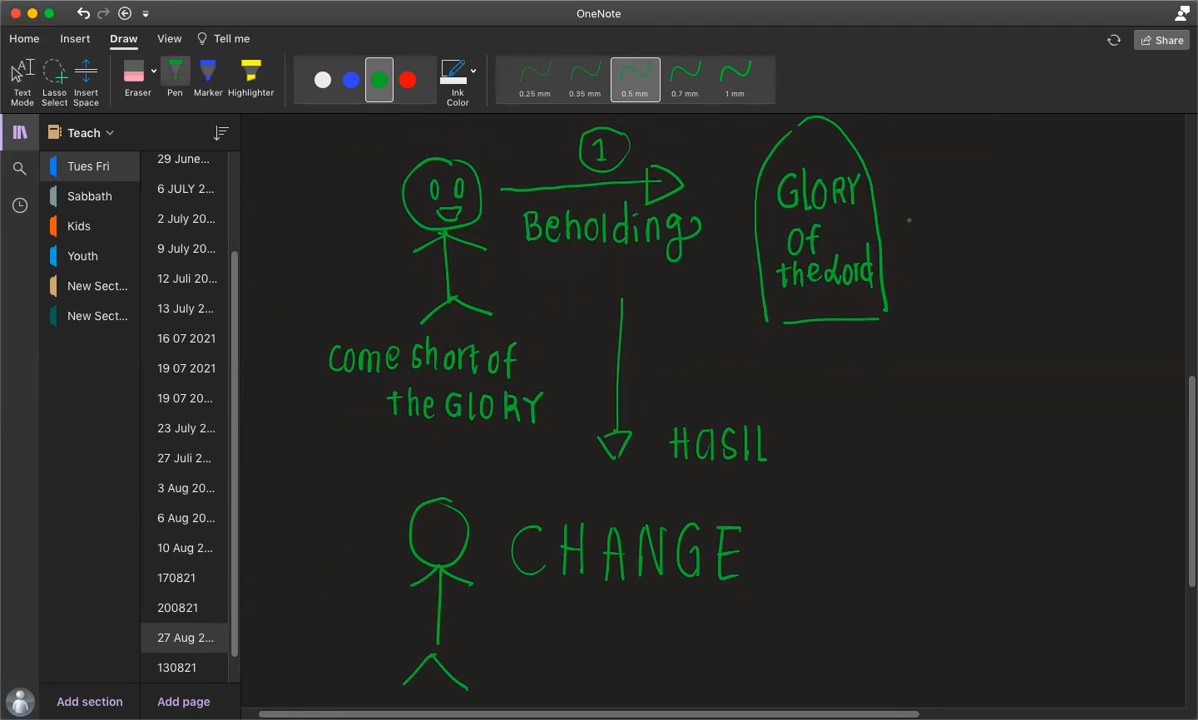 OneNote
Home Insert Draw View Tell me
Share
Text Mode
Lasso Select
Insert Space
Eraser
Pen
Marker
Highlighter
Ink Color
0.25 mm
0.35 mm
0.5 mm
0.7 mm
1 mm
Teach
Tues Fri
Sabbath
Kids
Youth
New Sect...
New Sect...
Add section
29 June...
6 JULY 2...
2 July 20...
9 July 20...
12 Juli 20...
13 July 2...
16 07 2021
19 07 2021
19 07 20...
23 July 2...
27 Juli 2...
3 Aug 20...
6 Aug 20...
10 Aug 2...
170821
200821
27 Aug 2...
130821
Add page
1
Beholding
GLORY
Of
the Lord
Come short of
the GLORY
HASIL
CHANGE